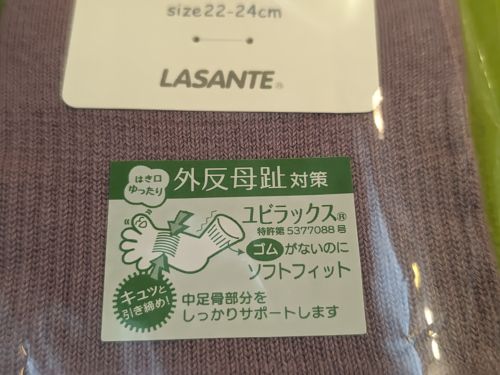 size22-24cm
LASANTE®
はき口
ゆったり
外反母趾対策
ユビラックス®
特許第5377088号
ゴムがないのに
ソフトフィット
キュッと
引き締め!
中足骨部分を
しっかりサポートします